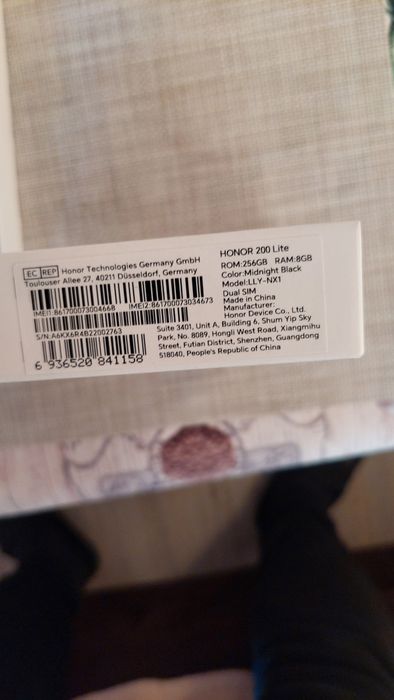 HONOR 200 Lite
ROM:256GB RAM:8GB
Color:Midnight Black
Model:LLY-NX1
Dual SIM
Made in China
Manufacturer:
Honor Device Co., Ltd.
Suite 3401, Unit A, Building 6, Shum Yip Sky
Park, No. 8089, Hongli West Road, Xiangmihu
Street, Futian District, Shenzhen, Guangdong
518040, People's Republic of China
EC REP Honor Technologies Germany GmbH
Toulouser Allee 27, 40211 Düsseldorf, Germany
IMEI1:861700073004668 IMEI2:861700073034673
S/N:A6KX6R4B22002763
6 936520 841158